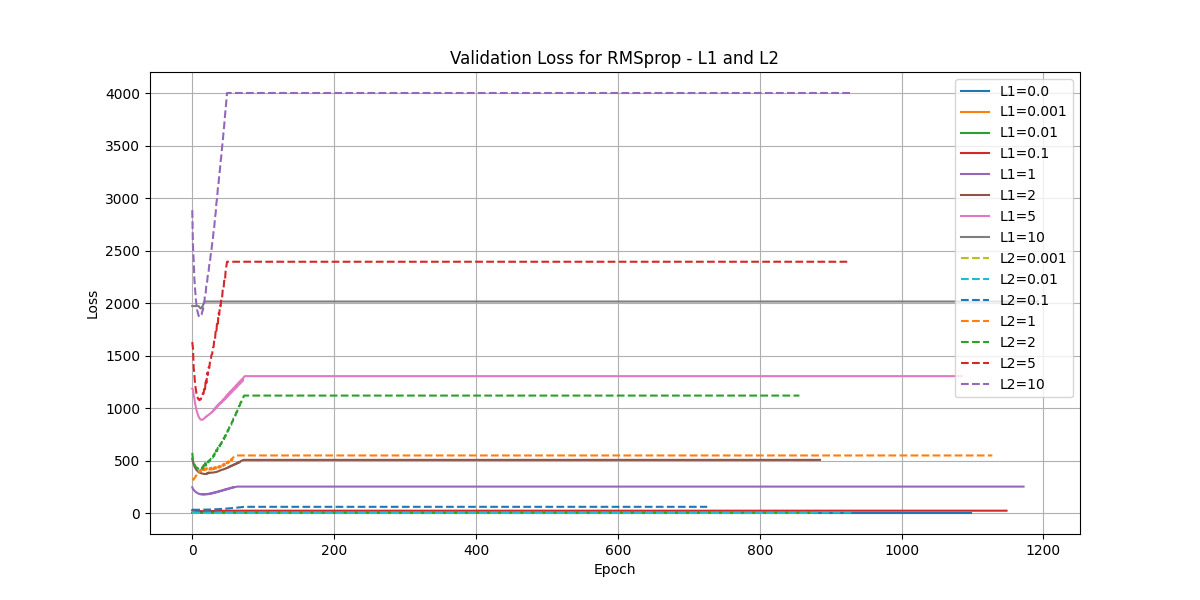 Validation Loss for RMSprop - L1 and L2
Loss
4000
3500
3000
2500
2000
1500
1000
500
0
0
200
400
600
800
1000
1200
Epoch
L1=0.0
L1=0.001
L1=0.01
L1=0.1
L1=1
L1=2
L1=5
L1=10
L2=0.001
L2=0.01
L2=0.1
L2=1
L2=2
L2=5
L2=10